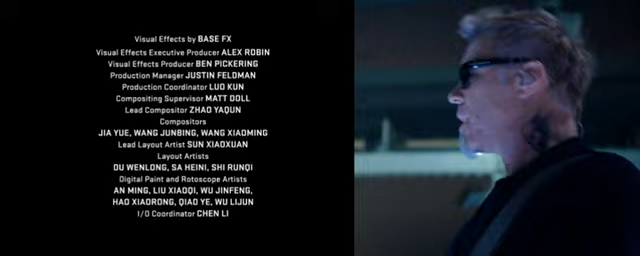 Visual Effects by BASE FX
Visual Effects Executive Producer ALEX ROBIN
Visual Effects Producer BEN PICKERING
Production Manager JUSTIN FELDMAN
Production Coordinator LUO KUN
Compositing Supervisor MATT DOLL
Lead Compositor ZHAO YAQUN
Compositors
JIA YUE, WANG JUNBING, WANG XIAOMING
Lead Layout Artist SUN XIAOXUAN
Layout Artists
OU WENLONG, SA HEINI, SHI RUNQI
Digital Paint and Rotoscope Artists
AN MING, LIU XIAOQI, WU JINFENG,
HAO XIAORONG, QIAO YE, WU LIJUN
I/O Coordinator CHEN LI